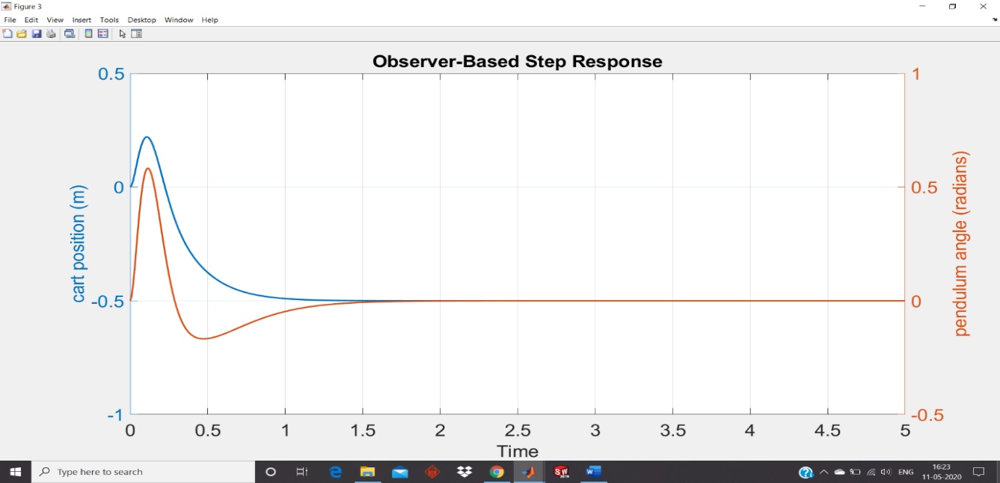 Figure 3
File Edit View Insert Tools Desktop Window Help
Observer-Based Step Response
0.5
0
-0.5
-1
cart position (m)
1
0.5
0
-0.5
pendulum angle (radians)
0 0.5 1 1.5 2 2.5 3 3.5 4 4.5 5
Time
Type here to search
SW
2019
W
ENG
16:23
11-05-2020